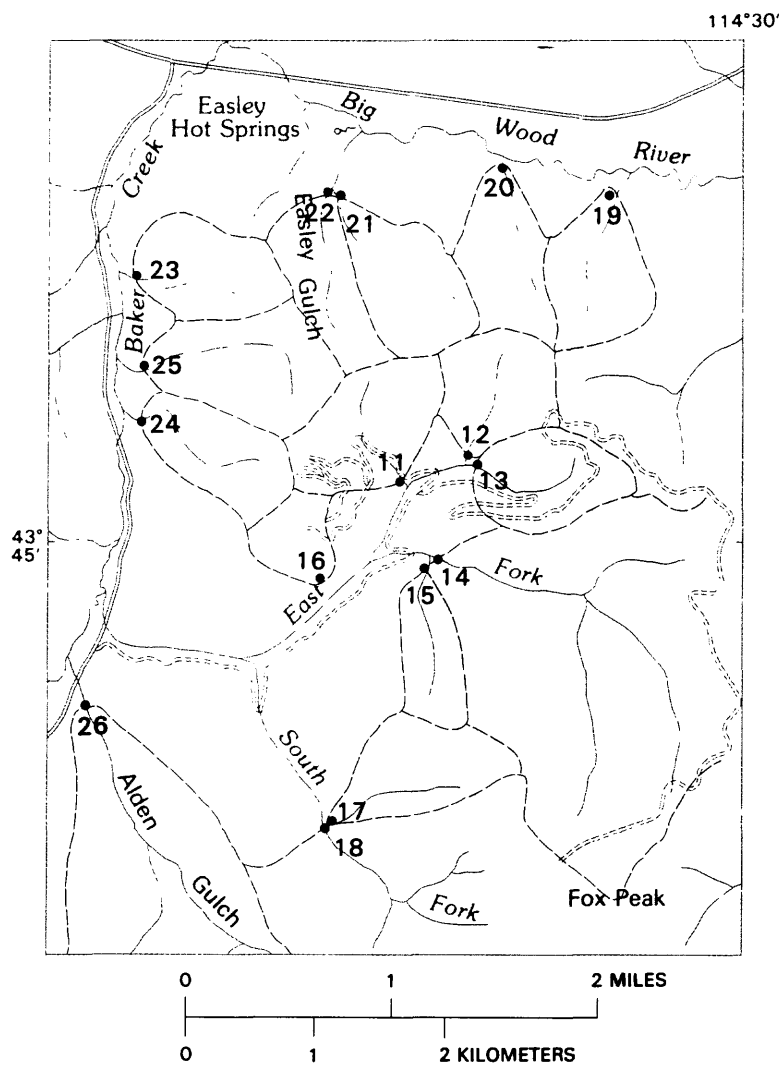 114°30'
Easley
Hot Springs
Big
Wood
River
Creek
20
19
22
21
Easley
Gulch
23
Baker
25
24
12
11
13
43°
45'
16
14
Fork
15
East
26
South
Alden
17
18
Gulch
Fork
Fox Peak
0 1 2 MILES
0 1 2 KILOMETERS